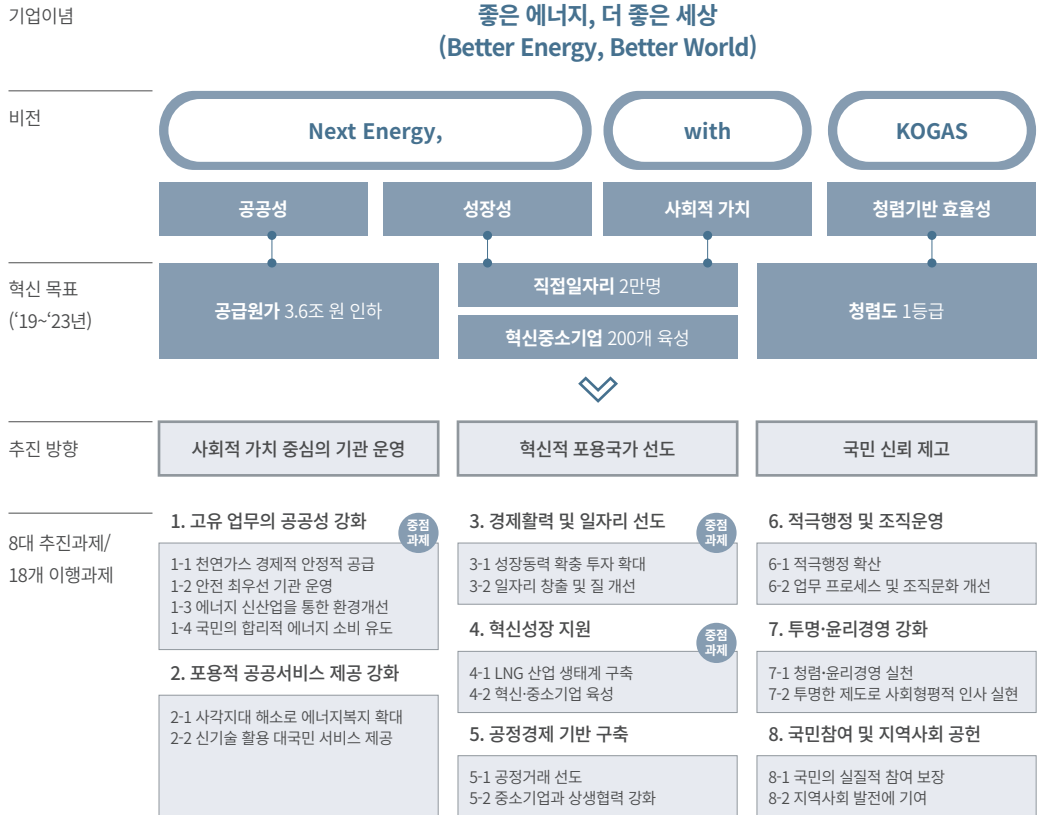 기업이념
좋은 에너지, 더 좋은 세상
(Better Energy, Better World)
비전
Next Energy,
with
KOGAS
공공성
성장성
사회적 가치
청렴기반 효율성
혁신 목표
(‘19~‘23년)
공급원가 3.6조 원 인하
직접일자리 2만명
혁신중소기업 200개 육성
청렴도 1등급
추진 방향
사회적 가치 중심의 기관 운영
혁신적 포용국가 선도
국민 신뢰 제고
8대 추진과제/
18개 이행과제
1. 고유 업무의 공공성 강화
중점
과제
1-1 천연가스 경제적 안정적 공급
1-2 안전 최우선 기관 운영
1-3 에너지 신산업을 통한 환경개선
1-4 국민의 합리적 에너지 소비 유도
2. 포용적 공공서비스 제공 강화
2-1 사각지대 해소로 에너지복지 확대
2-2 신기술 활용 대국민 서비스 제공
3. 경제활력 및 일자리 선도
중점
과제
3-1 성장동력 확충 투자 확대
3-2 일자리 창출 및 질 개선
4. 혁신성장 지원
중점
과제
4-1 LNG 산업 생태계 구축
4-2 혁신·중소기업 육성
5. 공정경제 기반 구축
5-1 공정거래 선도
5-2 중소기업과 상생협력 강화
6. 적극행정 및 조직운영
6-1 적극행정 확산
6-2 업무 프로세스 및 조직문화 개선
7. 투명·윤리경영 강화
7-1 청렴·윤리경영 실천
7-2 투명한 제도로 사회형평적 인사 실현
8. 국민참여 및 지역사회 공헌
8-1 국민의 실질적 참여 보장
8-2 지역사회 발전에 기여